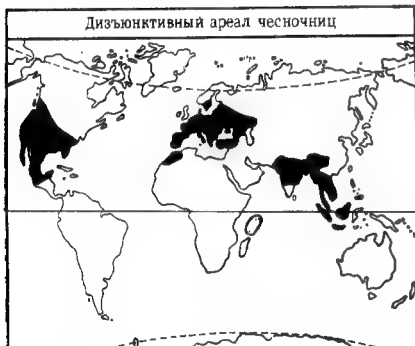 Дизъюнктивный ареал чесночниц